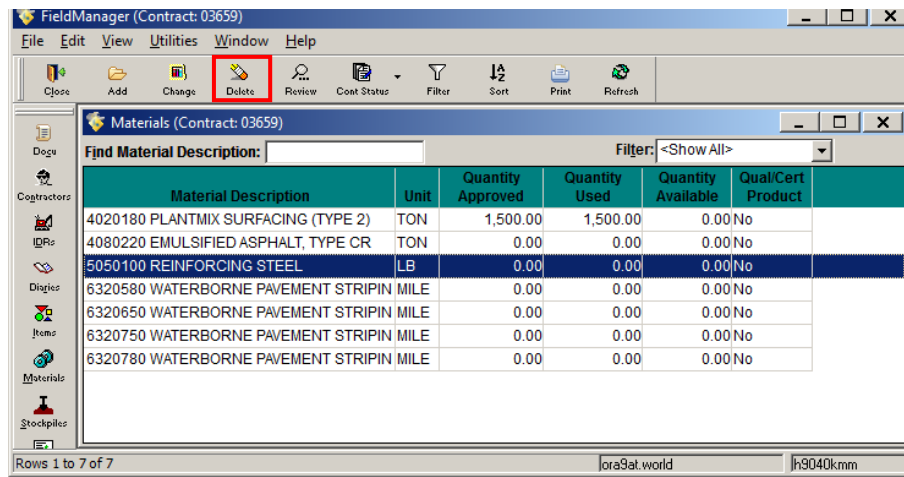 FieldManager (Contract: 03659)
File Edit View Utilities Window Help
Close Add Change Delete Review Cont Status Filter Sort Print Refresh
Materials (Contract: 03659)
Find Material Description: Filter: <Show All>
Material Description Unit Quantity Approved Quantity Used Quantity Available Qual/Cert Product
4020180 PLANTMIX SURFACING (TYPE 2) TON 1,500.00 1,500.00 0.00 No
4080220 EMULSIFIED ASPHALT, TYPE CR TON 0.00 0.00 0.00 No
5050100 REINFORCING STEEL LB 0.00 0.00 0.00 No
6320580 WATERBORNE PAVEMENT STRIPIN MILE 0.00 0.00 0.00 No
6320650 WATERBORNE PAVEMENT STRIPIN MILE 0.00 0.00 0.00 No
6320750 WATERBORNE PAVEMENT STRIPIN MILE 0.00 0.00 0.00 No
6320780 WATERBORNE PAVEMENT STRIPIN MILE 0.00 0.00 0.00 No
Docu
Contractors
IDRs
Diaries
Items
Materials
Stockpiles
Rows 1 to 7 of 7 ora9at.world h9040kmm